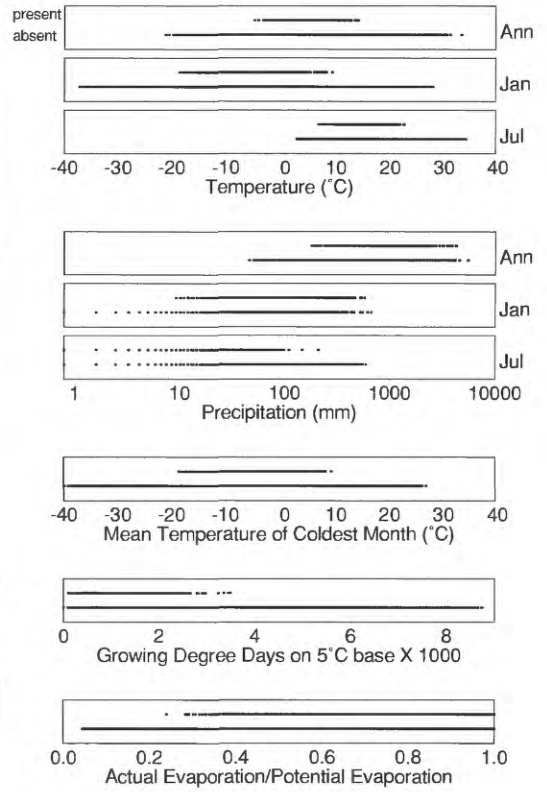 present
absent
Ann
Jan
Jul
-40 -30 -20 -10 0 10 20 30 40
Temperature (˚C)
Ann
Jan
Jul
1 10 100 1000 10000
Precipitation (mm)
-40 -30 -20 -10 0 10 20 30 40
Mean Temperature of Coldest Month (˚C)
0 2 4 6 8
Growing Degree Days on 5˚C base X 1000
0.0 0.2 0.4 0.6 0.8 1.0
Actual Evaporation/Potential Evaporation